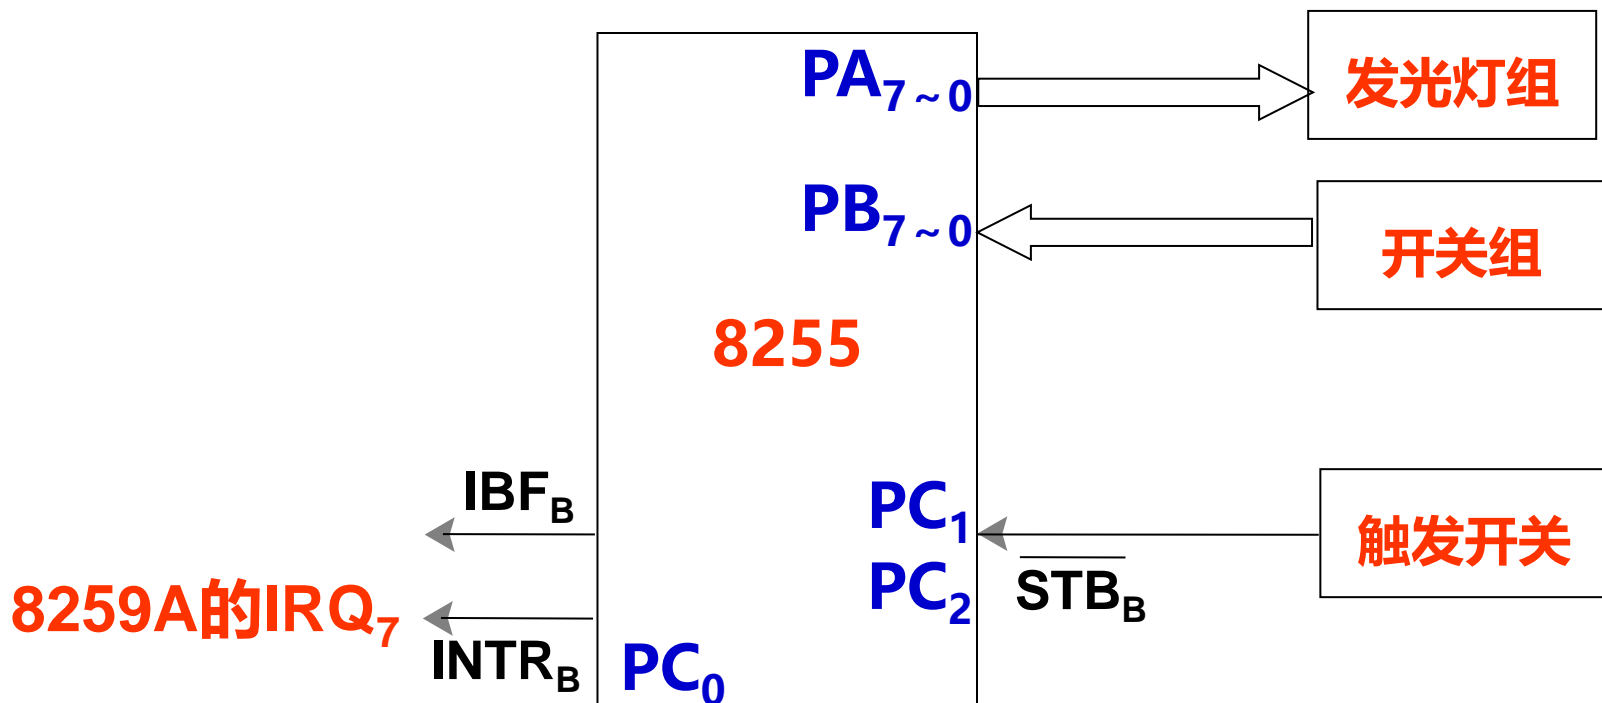 PA7~0
发光灯组
PB7~0
开关组
8255
IBFB
PC1
触发开关
8259A的IRQ7
PC2
STBB
INTRB
PC0